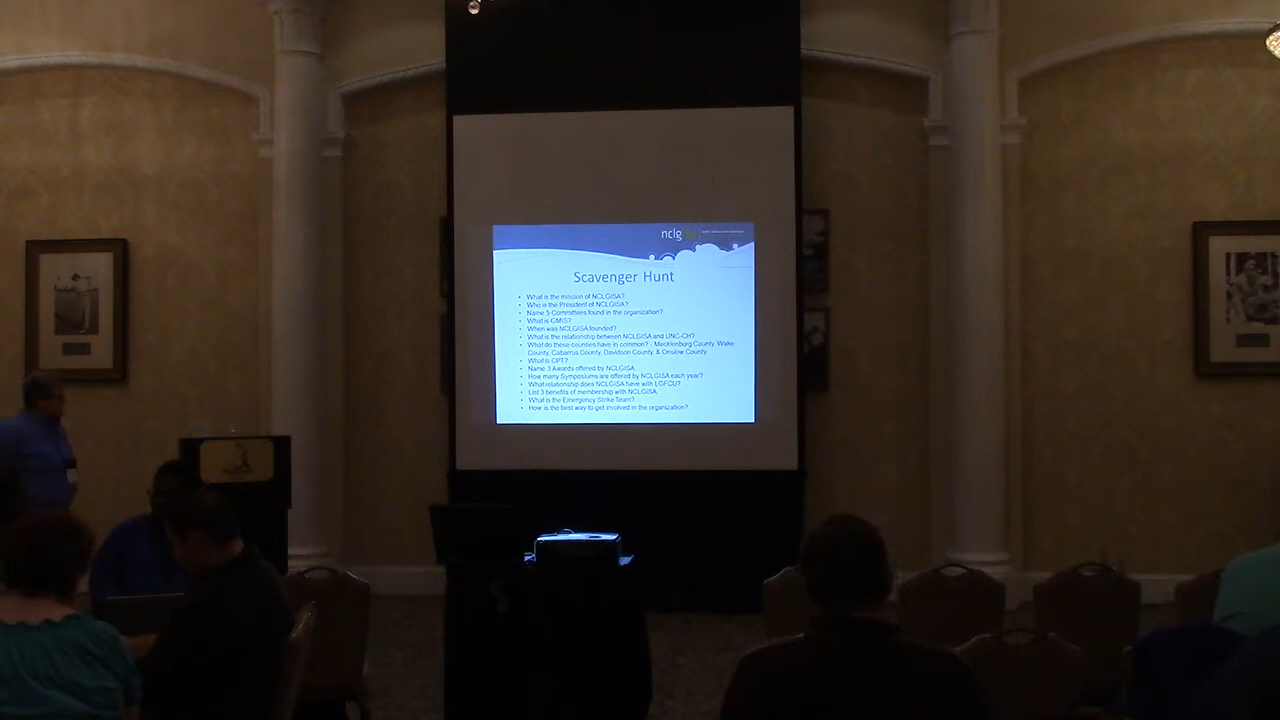 nclg
Scavenger Hunt
• What is the mission of NCLGISA?
• Who is the President of NCLGISA?
• Name 5 Committees found in the organization?
• What is GMIS?
• When was NCLGISA founded?
• What is the relationship between NCLGISA and UNC-CH?
• What do these counties have in common? - Mecklenburg County, Wake
County, Cabarrus County, Davidson County, & Onslow County
• What is CPT?
• Name 3 Awards offered by NCLGISA.
• How many Symposiums are offered by NCLGISA each year?
• What relationship does NCLGISA have with LGFCU?
• List 3 benefits of membership with NCLGISA.
• What is the Emergency Strike Team?
• How is the best way to get involved in the organization?